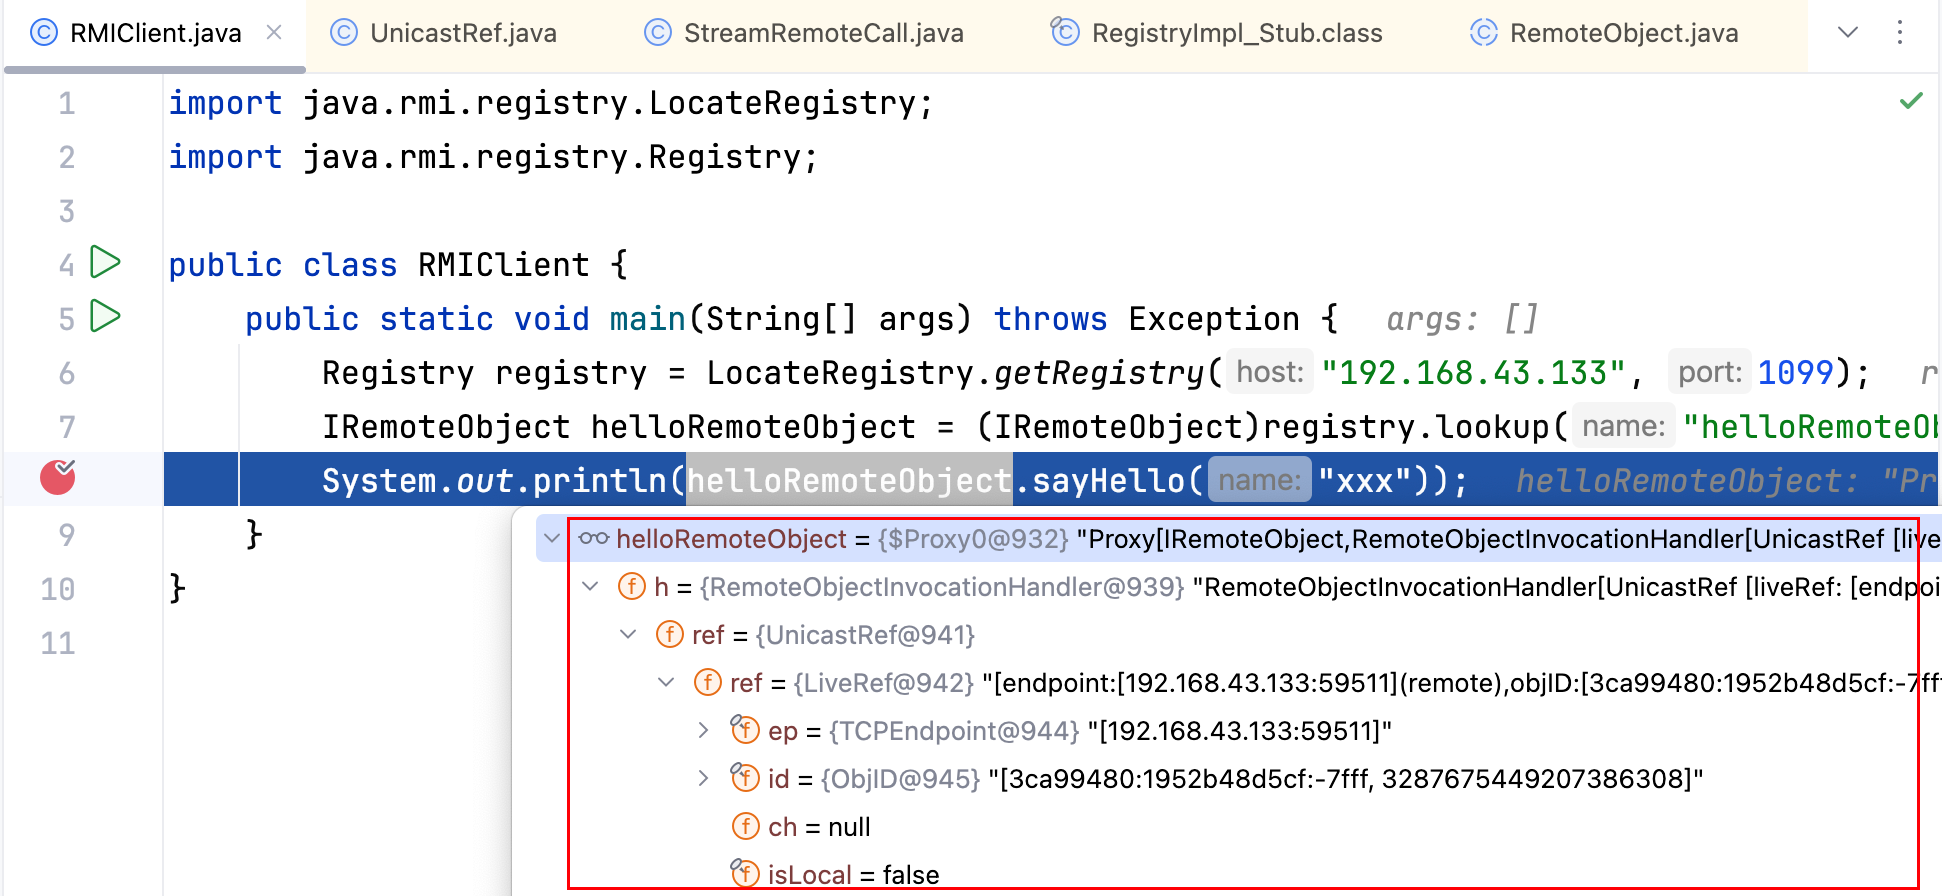 RMIClient.java UnicastRef.java StreamRemoteCall.java RegistryImpl_Stub.class RemoteObject.java
1 import java.rmi.registry.LocateRegistry;
2 import java.rmi.registry.Registry;
3
4 public class RMIClient {
5 public static void main(String[] args) throws Exception { args: []
6 Registry registry = LocateRegistry.getRegistry( host: "192.168.43.133", port: 1099); r
7 IRemoteObject helloRemoteObject = (IRemoteObject)registry.lookup( name: "helloRemoteOb
System.out.println(helloRemoteObject.sayHello( name: "xxx")); helloRemoteObject: "Pr
9 }
helloRemoteObject = {$Proxy0@932} "Proxy[IRemoteObject,RemoteObjectInvocationHandler[UnicastRef [live
10 }
h = {RemoteObjectInvocationHandler@939} "RemoteObjectInvocationHandler[UnicastRef [liveRef: [endpoi
11
ref = {UnicastRef@941}
ref = {LiveRef@942} "[endpoint:[192.168.43.133:59511](remote),objID:[3ca99480:1952b48d5cf:-7fff
ep = {TCPEndpoint@944} "[192.168.43.133:59511]"
id = {ObjID@945} "[3ca99480:1952b48d5cf:-7fff, 3287675449207386308]"
ch = null
isLocal = false